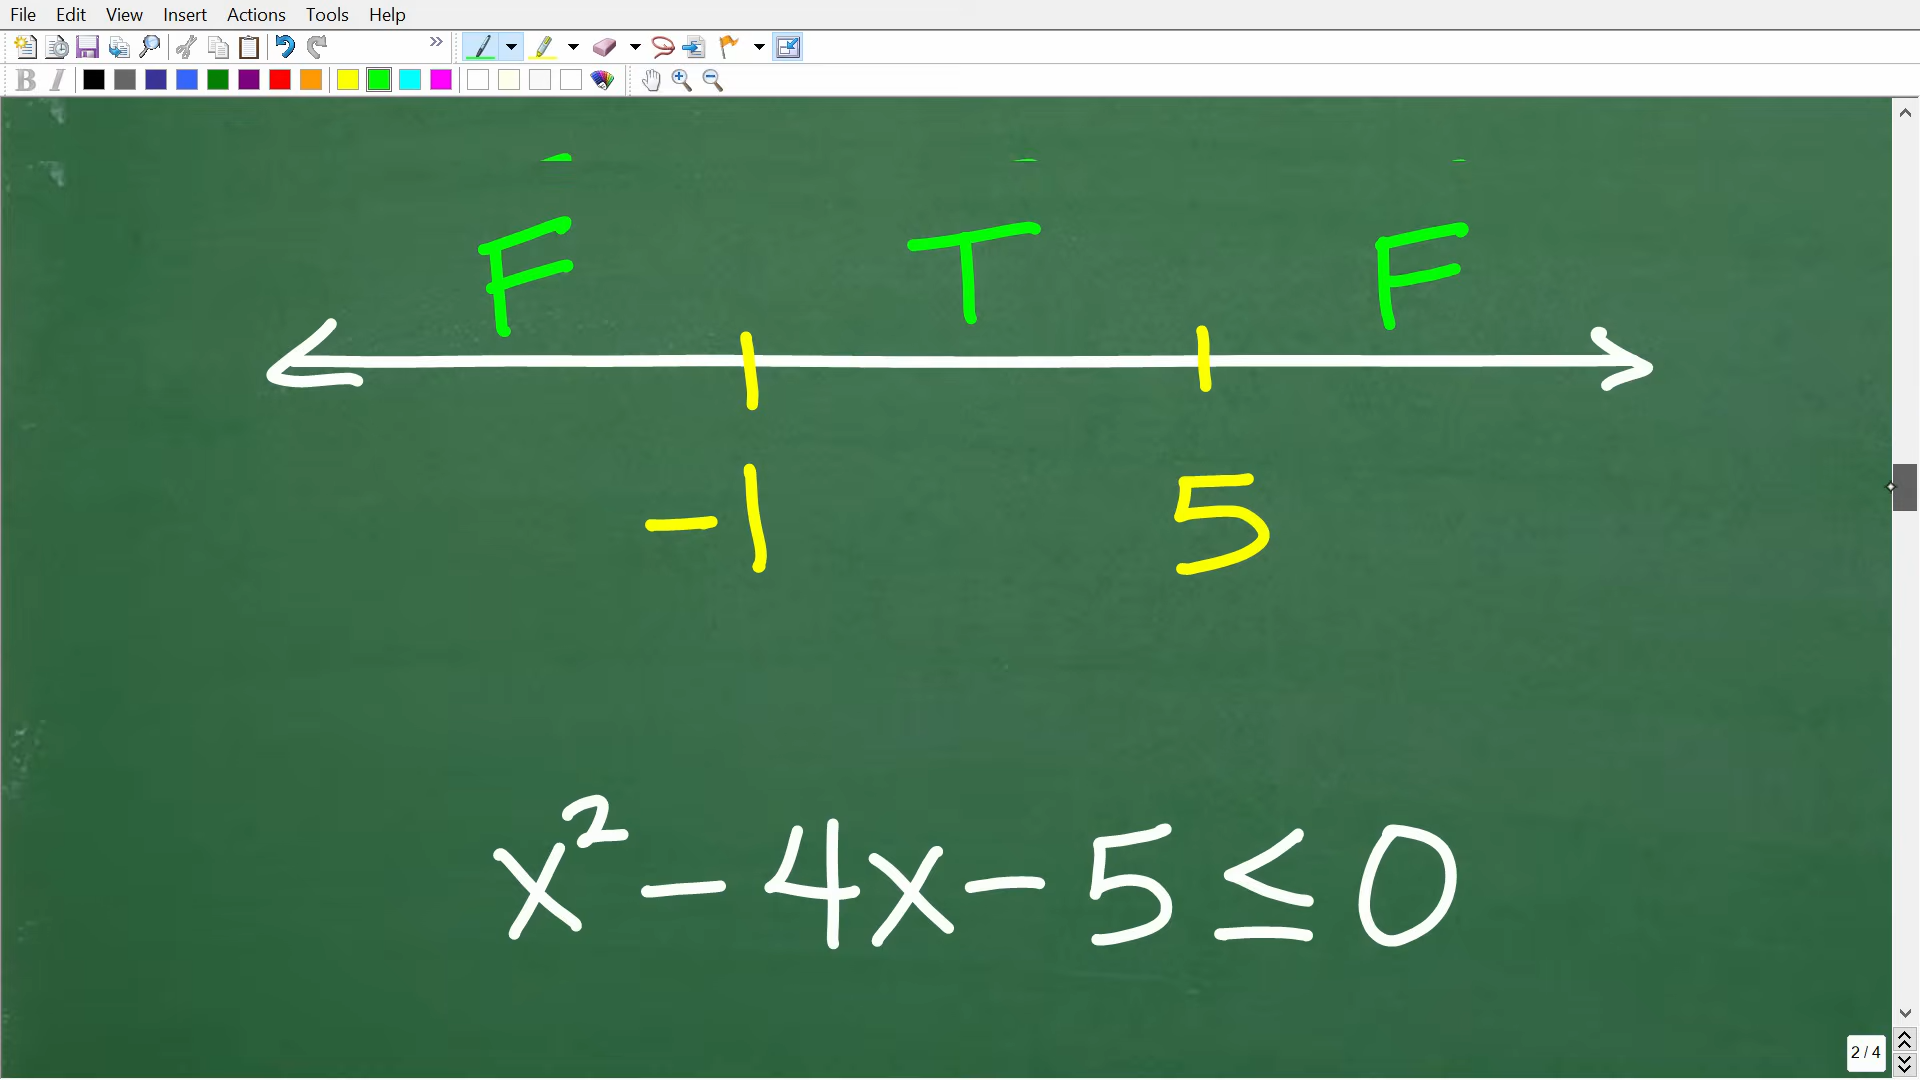 File Edit View Insert Actions Tools Help
B I
F T F
-1 5
x² - 4x - 5 ≤ 0
2 / 4